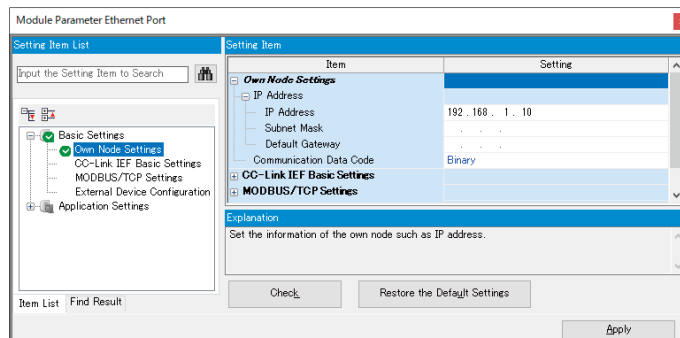 Module Parameter Ethernet Port
Setting Item List
Input the Setting Item to Search
Basic Settings
Own Node Settings
CC-Link IEF Basic Settings
MODBUS/TCP Settings
External Device Configuration
Application Settings
Item List Find Result
Setting Item
Item Setting
Own Node Settings
IP Address
IP Address 192 . 168 . 1 . 10
Subnet Mask . . .
Default Gateway . . .
Communication Data Code Binary
CC-Link IEF Basic Settings
MODBUS/TCP Settings
Explanation
Set the information of the own node such as IP address.
Check Restore the Default Settings
Apply